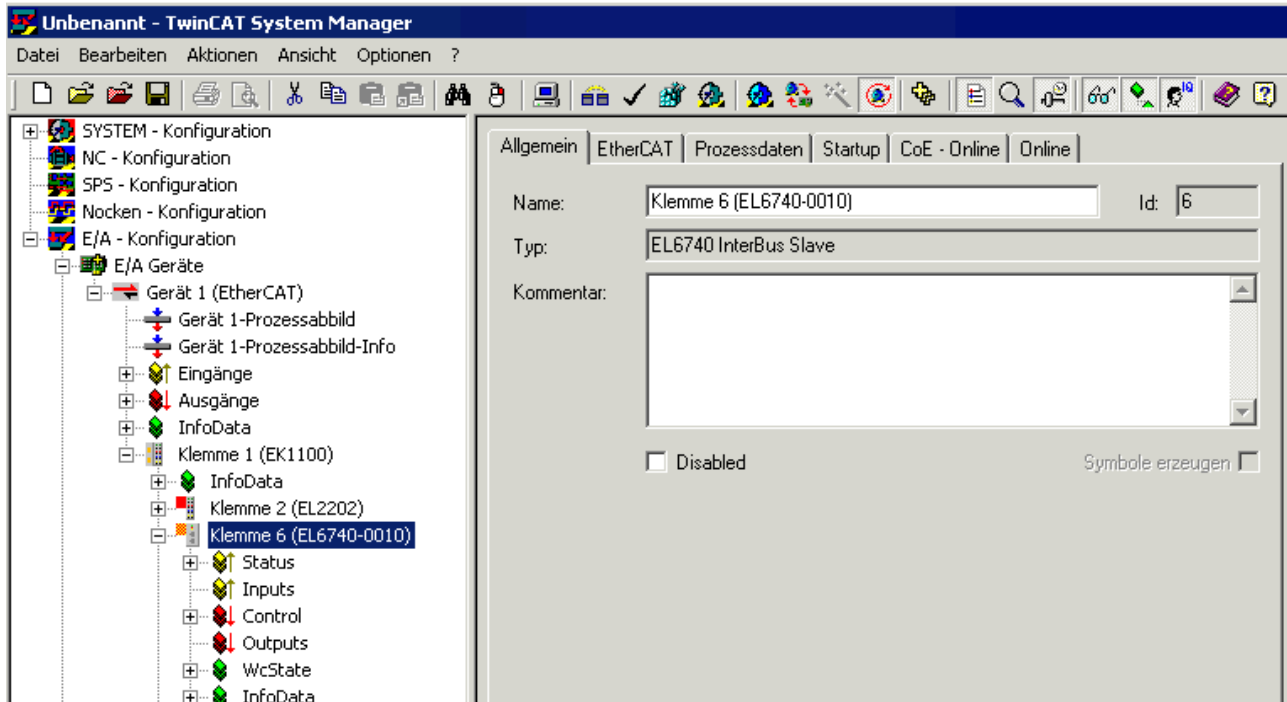 Unbenannt - TwinCAT System Manager
Datei Bearbeiten Aktionen Ansicht Optionen ?
SYSTEM - Konfiguration
NC - Konfiguration
SPS - Konfiguration
Nocken - Konfiguration
E/A - Konfiguration
E/A Geräte
Gerät 1 (EtherCAT)
Gerät 1-Prozessabbild
Gerät 1-Prozessabbild-Info
Eingänge
Ausgänge
InfoData
Klemme 1 (EK1100)
InfoData
Klemme 2 (EL2202)
Klemme 6 (EL6740-0010)
Status
Inputs
Control
Outputs
WcState
InfoData
Allgemein EtherCAT Prozessdaten Startup CoE - Online Online
Name: Klemme 6 (EL6740-0010) Id: 6
Typ: EL6740 InterBus Slave
Kommentar:
Disabled Symbole erzeugen